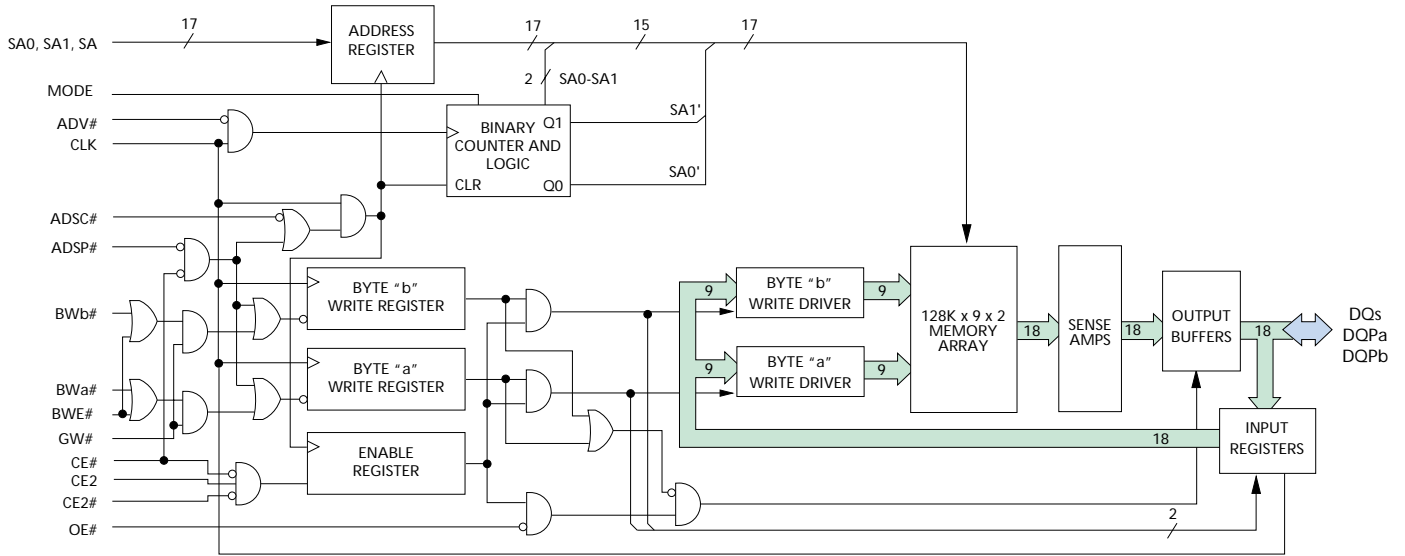 17
17
15
17
SA0, SA1, SA
ADDRESS
REGISTER
2
SA0-SA1
MODE
SA1'
ADV#
BINARY
Q1
CLK
COUNTER AND
LOGIC
SA0'
CLR
Q0
ADSC#
ADSP#
BYTE "b"
WRITE REGISTER
9
BYTE "b"
WRITE DRIVER
9
BWb#
128K x 9 x 2
MEMORY
ARRAY
18
SENSE
AMPS
18
OUTPUT
BUFFERS
18
DQs
DQPa
DQPb
BYTE "a"
WRITE REGISTER
9
BYTE "a"
WRITE DRIVER
9
BWa#
BWE#
GW#
18
INPUT
REGISTERS
CE#
ENABLE
REGISTER
CE2
CE2#
OE#
2